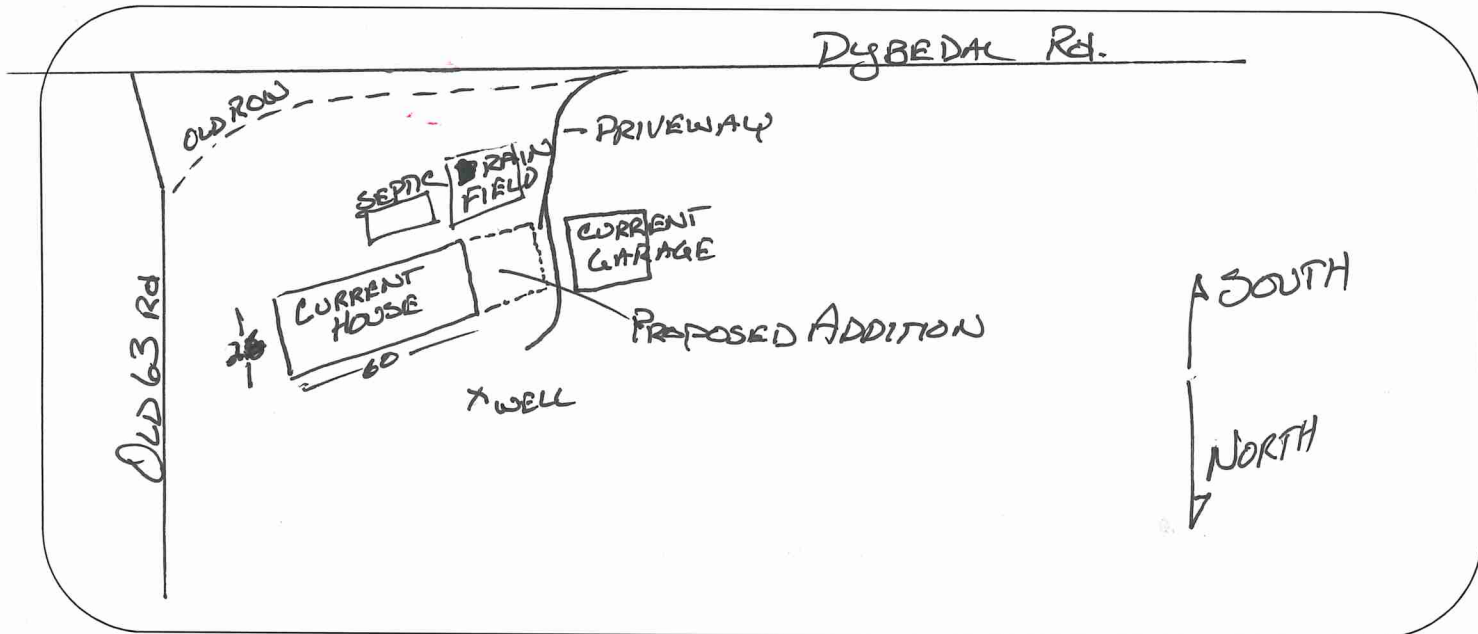 DYBEDAL Rd.
OLD ROW
PRIVEWAY
SEPTIC
DRAIN
FIELD
CURRENT
GARAGE
CURRENT
HOUSE
PROPOSED ADDITION
60
X WELL
OLD 63 Rd
SOUTH
NORTH